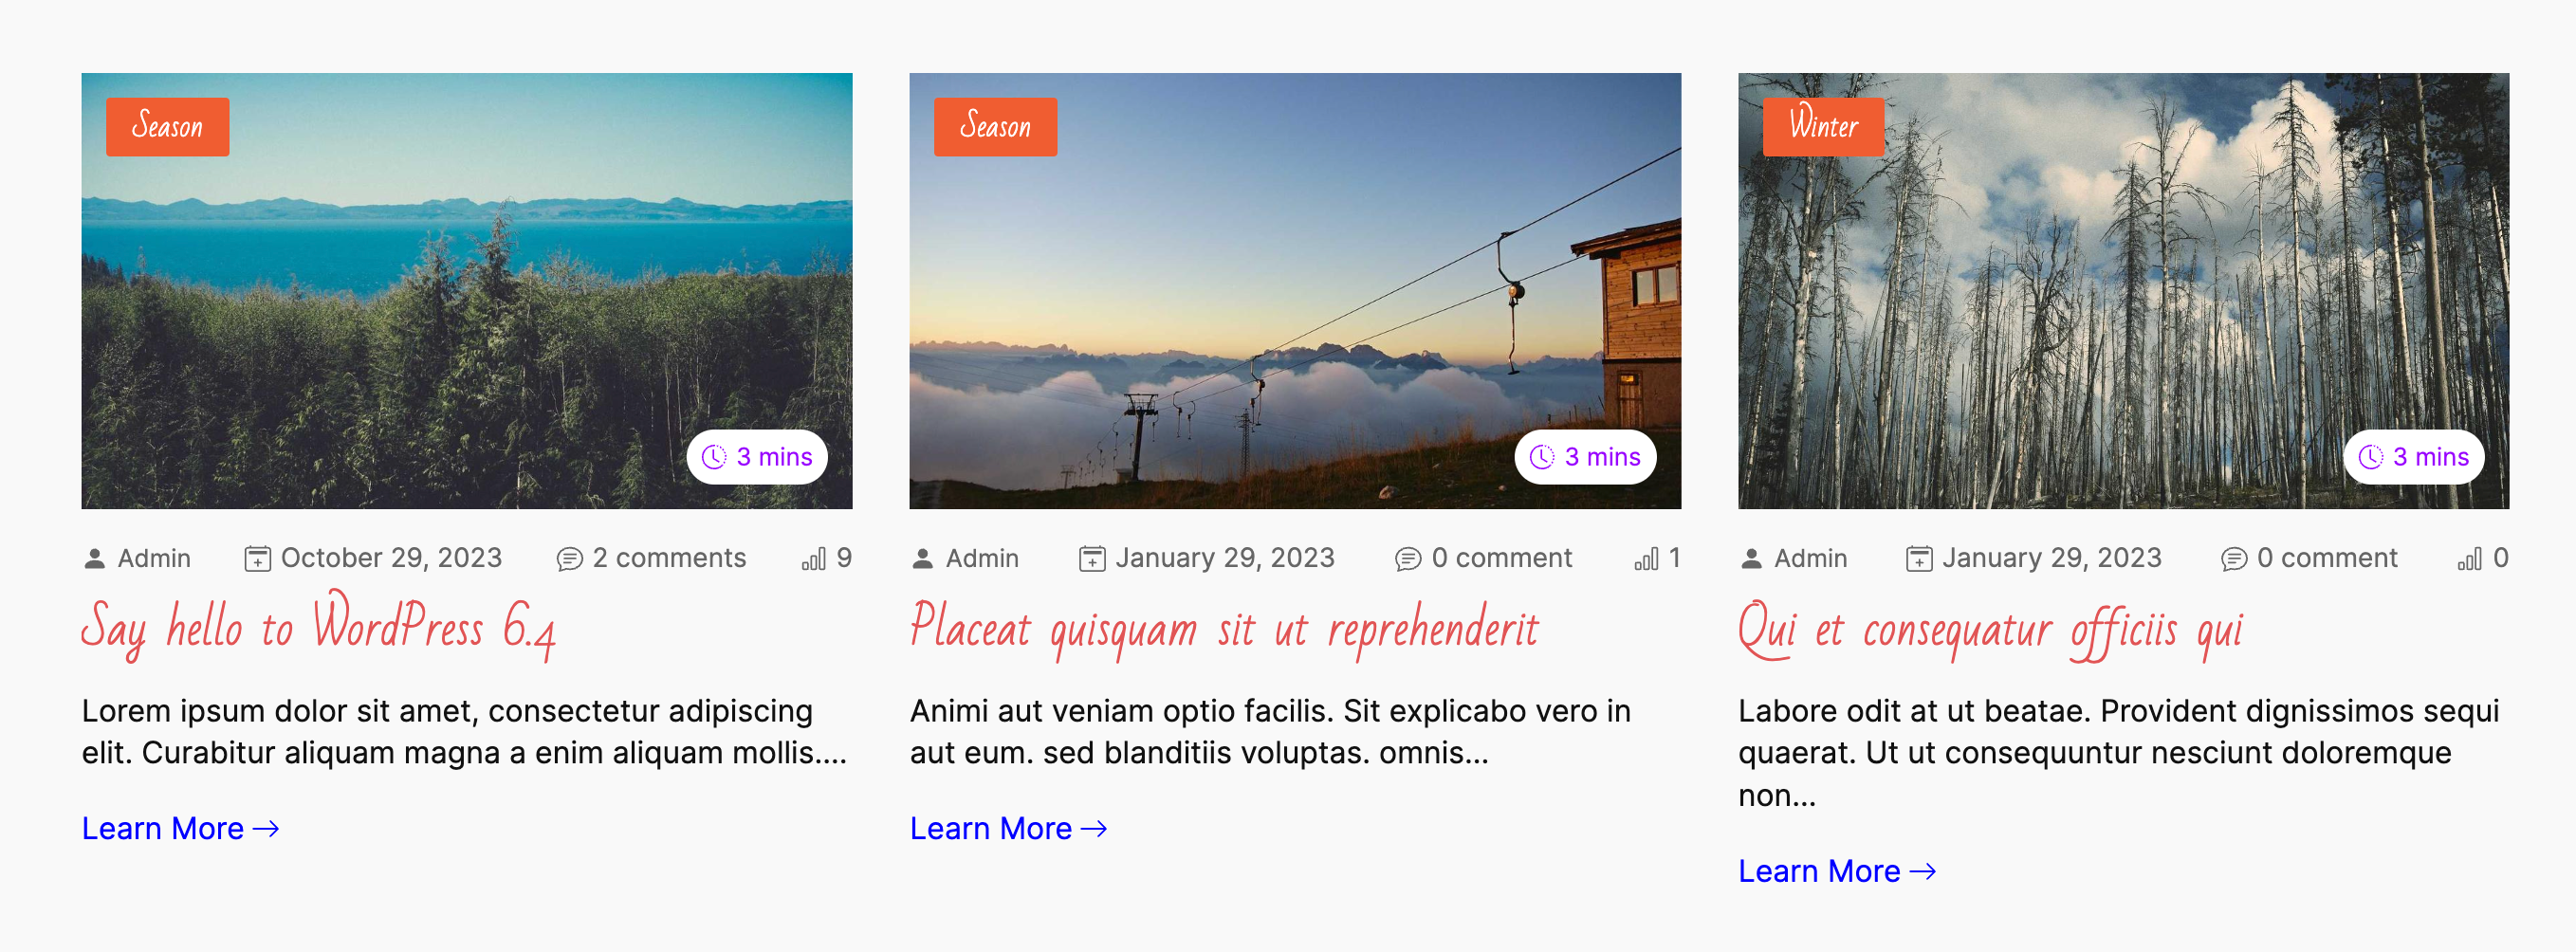 Season
3 mins
Admin October 29, 2023 2 comments 9
Say hello to WordPress 6.4
Lorem ipsum dolor sit amet, consectetur adipiscing
elit. Curabitur aliquam magna a enim aliquam mollis....
Learn More →
Season
3 mins
Admin January 29, 2023 0 comment 1
Placeat quisquam sit ut reprehenderit
Animi aut veniam optio facilis. Sit explicabo vero in
aut eum. sed blanditiis voluptas. omnis...
Learn More →
Winter
3 mins
Admin January 29, 2023 0 comment 0
Qui et consequatur officiis qui
Labore odit at ut beatae. Provident dignissimos sequi
quaerat. Ut ut consequuntur nesciunt doloremque
non...
Learn More →